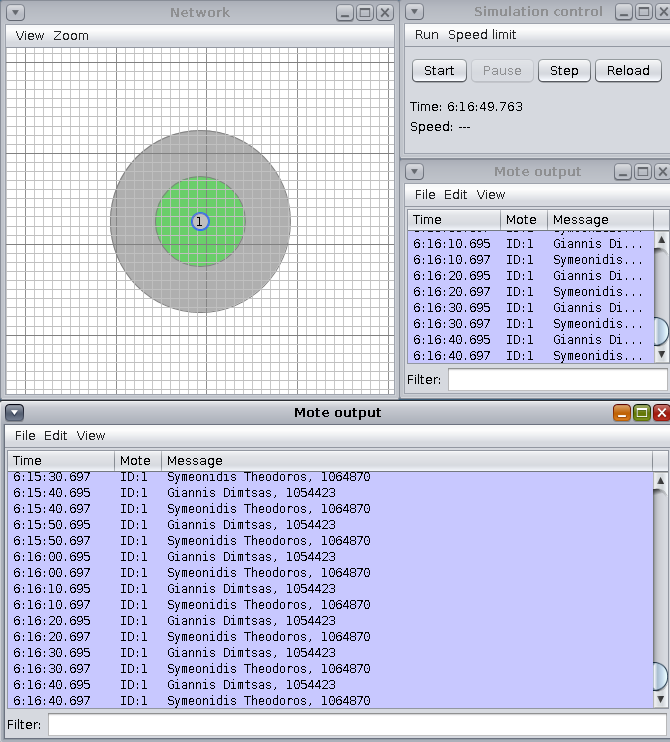 Network
View Zoom
1
Simulation control
Run Speed limit
Start Pause Step Reload
Time: 6:16:49.763
Speed: ---
Mote output
File Edit View
Time Mote Message
6:16:10.695 ID:1 Giannis Di...
6:16:10.697 ID:1 Symeonidis...
6:16:20.695 ID:1 Giannis Di...
6:16:20.697 ID:1 Symeonidis...
6:16:30.695 ID:1 Giannis Di...
6:16:30.697 ID:1 Symeonidis...
6:16:40.695 ID:1 Giannis Di...
6:16:40.697 ID:1 Symeonidis...
Filter:
Mote output
File Edit View
Time Mote Message
6:15:30.697 ID:1 Symeonidis Theodoros, 1064870
6:15:40.695 ID:1 Giannis Dimtsas, 1054423
6:15:40.697 ID:1 Symeonidis Theodoros, 1064870
6:15:50.695 ID:1 Giannis Dimtsas, 1054423
6:15:50.697 ID:1 Symeonidis Theodoros, 1064870
6:16:00.695 ID:1 Giannis Dimtsas, 1054423
6:16:00.697 ID:1 Symeonidis Theodoros, 1064870
6:16:10.695 ID:1 Giannis Dimtsas, 1054423
6:16:10.697 ID:1 Symeonidis Theodoros, 1064870
6:16:20.695 ID:1 Giannis Dimtsas, 1054423
6:16:20.697 ID:1 Symeonidis Theodoros, 1064870
6:16:30.695 ID:1 Giannis Dimtsas, 1054423
6:16:30.697 ID:1 Symeonidis Theodoros, 1064870
6:16:40.695 ID:1 Giannis Dimtsas, 1054423
6:16:40.697 ID:1 Symeonidis Theodoros, 1064870
Filter: